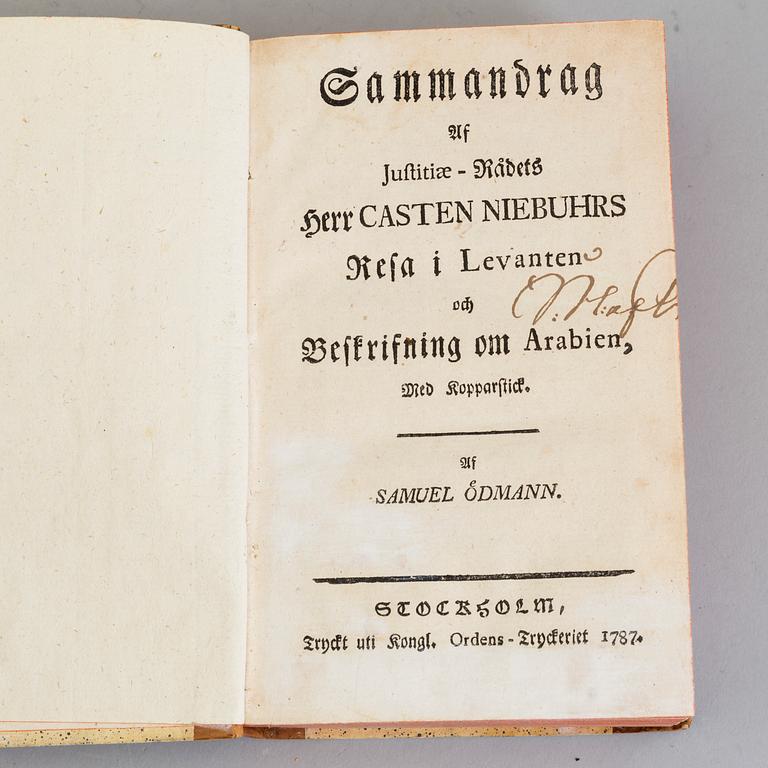 Sammandrag
Af
Justitiæ-Rådets
Herr CASTEN NIEBUHRS
Resa i Levanten
och
Beskrifning om Arabien,
Med Kopparstick.
Af
SAMUEL ÖDMANN.
STOCKHOLM,
Tryckt uti Kongl. Ordens-Tryckeriet 1787.